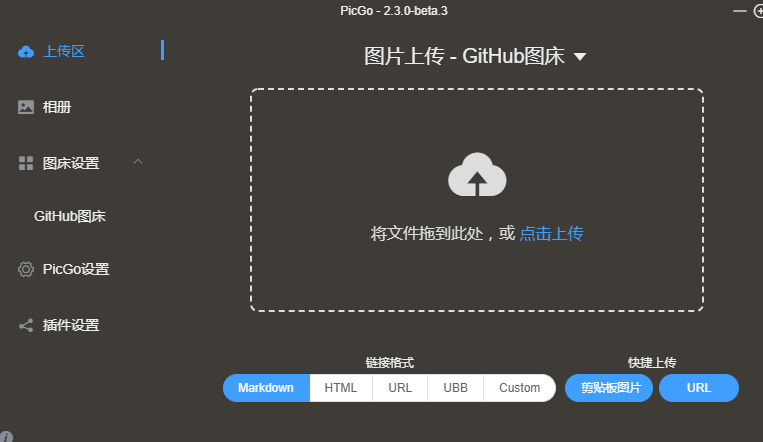 PicGo - 2.3.0-beta.3
上传区
相册
图床设置
GitHub图床
PicGo设置
插件设置
图片上传 - GitHub图床
将文件拖到此处，或 点击上传
链接格式
Markdown HTML URL UBB Custom
快捷上传
剪贴板图片 URL